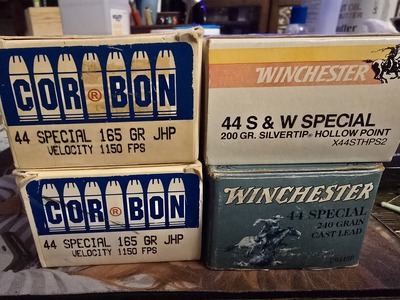 COR®BON
44 SPECIAL 165 GR JHP
VELOCITY 1150 FPS
WINCHESTER
44 S & W SPECIAL
200 GR. SILVERTIP® HOLLOW POINT
X44STHPS2
COR®BON
44 SPECIAL 165 GR JHP
VELOCITY 1150 FPS
WINCHESTER
44 SPECIAL
240 GRAIN
CAST LEAD